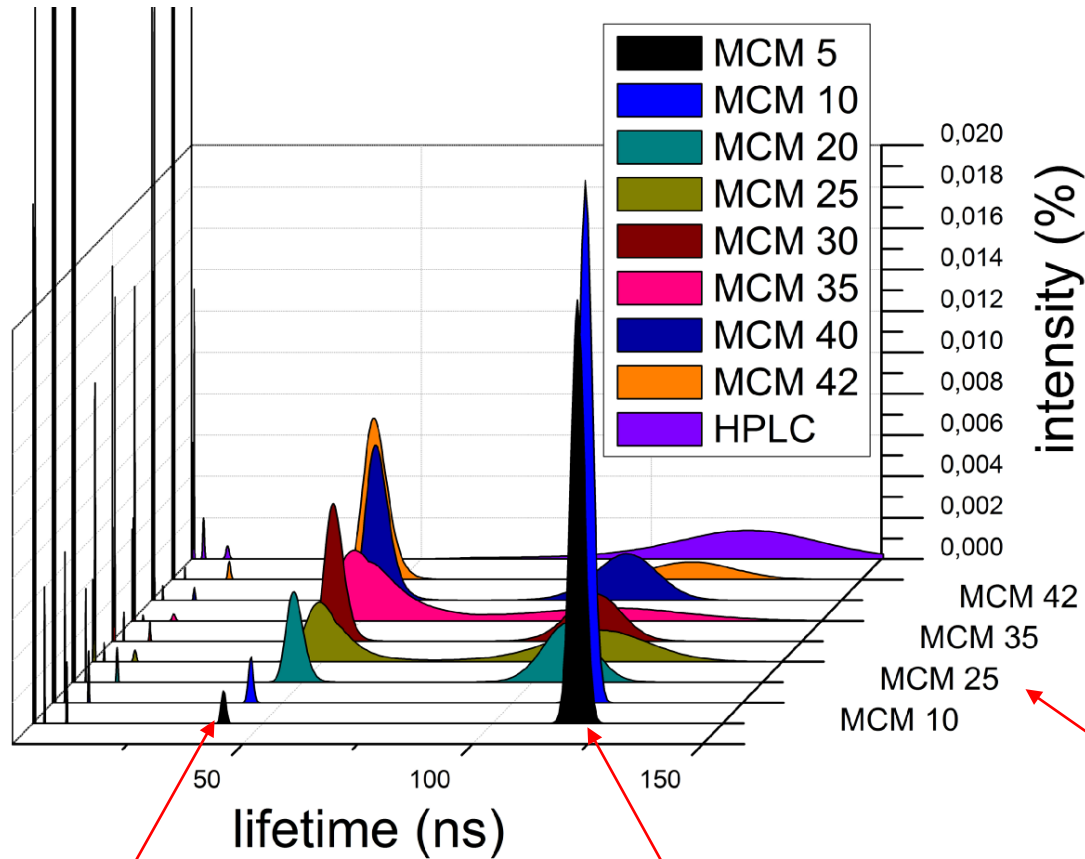 MCM 5
MCM 10
MCM 20
MCM 25
MCM 30
MCM 35
MCM 40
MCM 42
HPLC
0,020
0,018
0,016
0,014
0,012
0,010
0,008
0,006
0,004
0,002
0,000
intensity (%)
MCM 42
MCM 35
MCM 25
MCM 10
50
100
150
lifetime (ns)